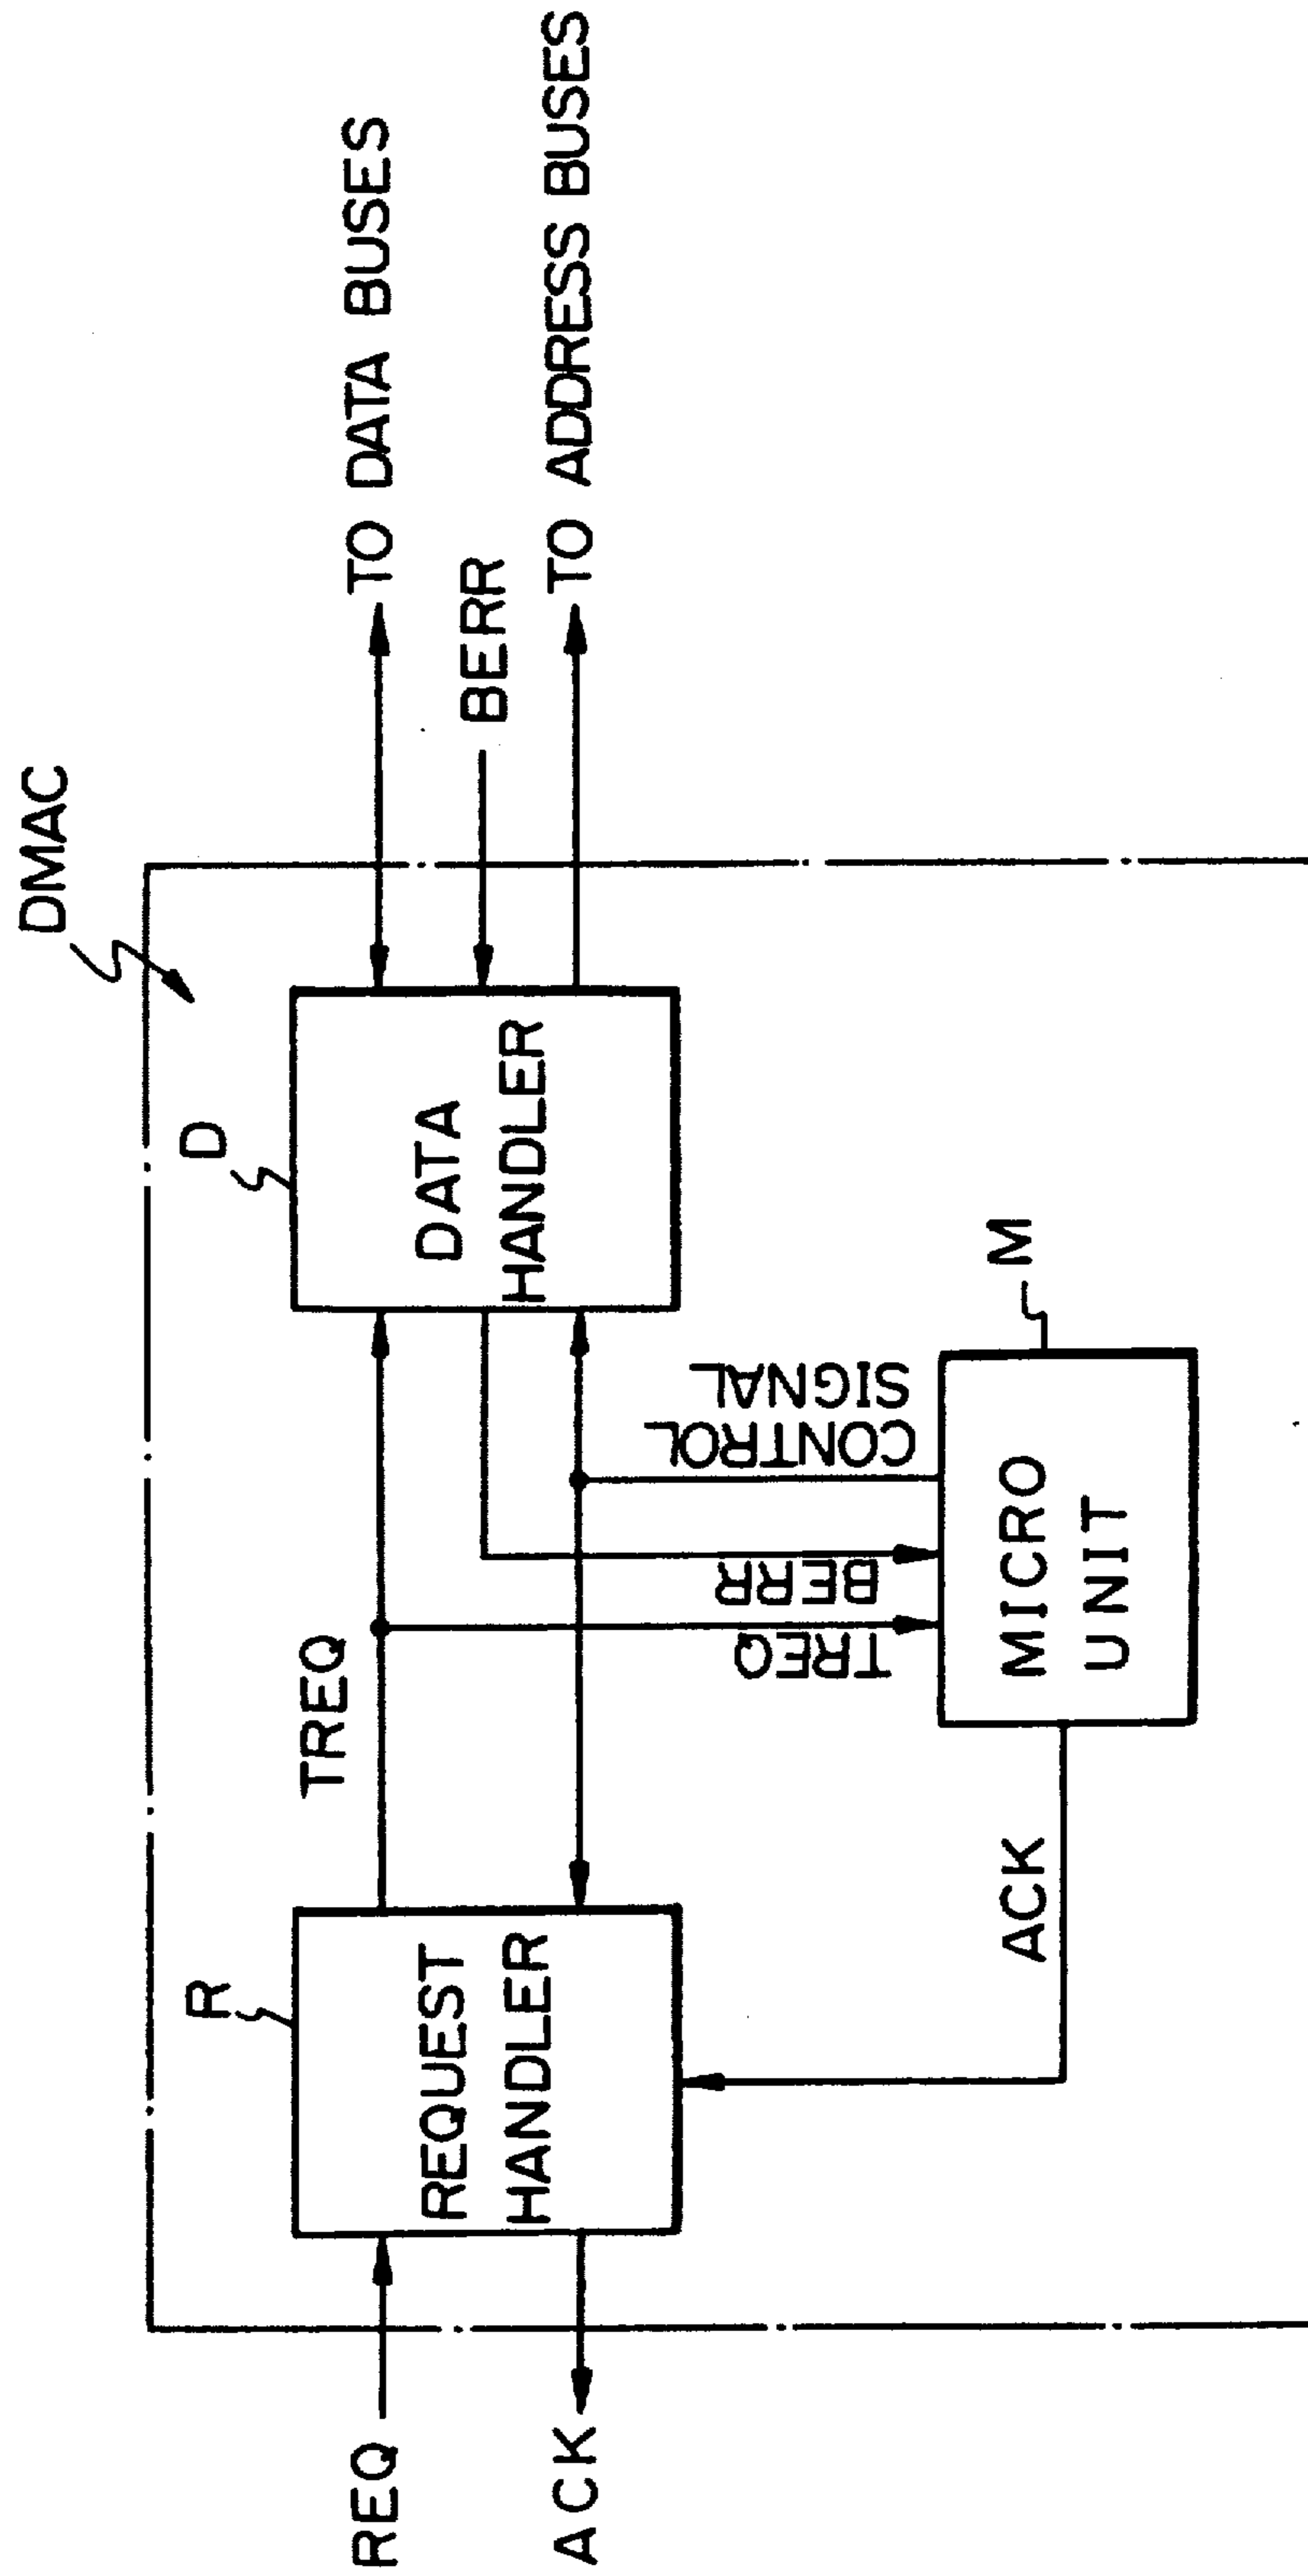 DMAC
REQ
ACK
R
REQUEST
HANDLER
TREQ
D
DATA
HANDLER
TO DATA BUSES
BERR
TO ADDRESS BUSES
TREQ
BERR
CONTROL
SIGNAL
ACK
MICRO
UNIT
M